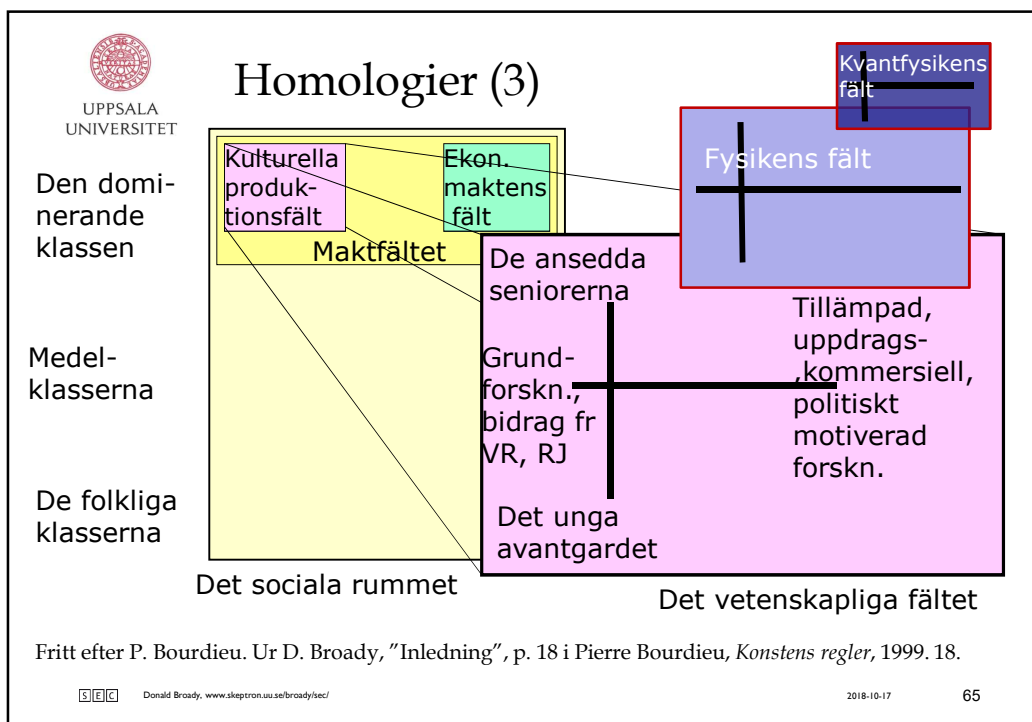 UPPSALA
UNIVERSITET
Homologier (3)
Kvantfysikens
fält
Fysikens fält
Kulturella
produk-
tionsfält
Ekon.
maktens
fält
Maktfältet
Den domi-
nerande
klassen
Medel-
klasserna
De folkliga
klasserna
De ansedda
seniorerna
Grund-
forskn.,
bidrag fr
VR, RJ
Tillämpad,
uppdrags-
,kommersiell,
politiskt
motiverad
forskn.
Det unga
avantgardet
Det sociala rummet
Det vetenskapliga fältet
Fritt efter P. Bourdieu. Ur D. Broady, ”Inledning”, p. 18 i Pierre Bourdieu, Konstens regler, 1999. 18.
SEC Donald Broady, www.skeptron.uu.se/broady/sec/ 2018-10-17 65